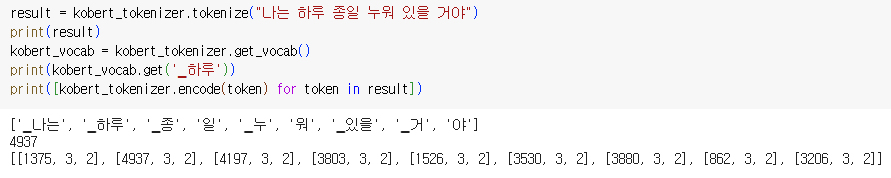 result = kobert_tokenizer.tokenize("나는 하루 종일 누워 있을 거야")
print(result)
kobert_vocab = kobert_tokenizer.get_vocab()
print(kobert_vocab.get('▁하루'))
print([kobert_tokenizer.encode(token) for token in result])
['▁나는', '▁하루', '▁종', '일', '▁누', '워', '▁있을', '▁거', '야']
4937
[[1375, 3, 2], [4937, 3, 2], [4197, 3, 2], [3803, 3, 2], [1526, 3, 2], [3530, 3, 2], [3880, 3, 2], [862, 3, 2], [3206, 3, 2]]